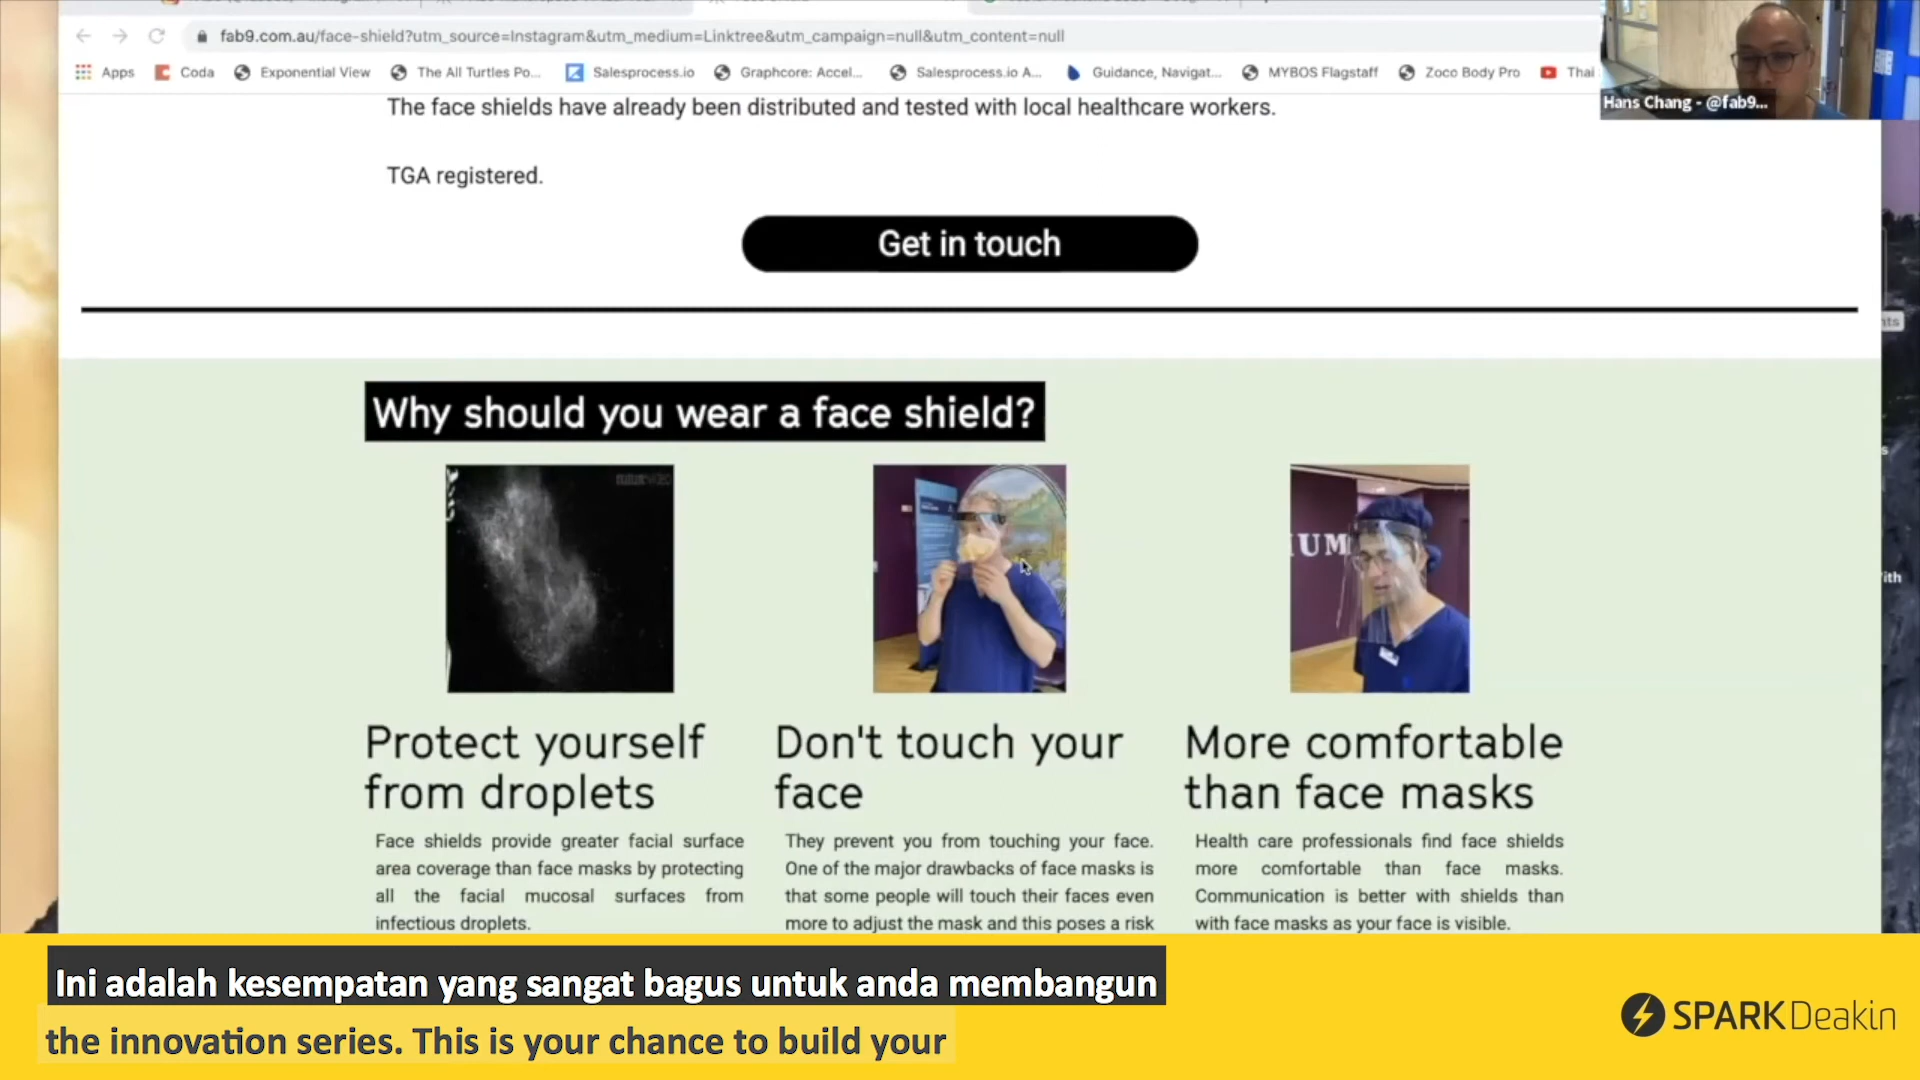 fab9.com.au/face-shield?utm_source=Instagram&utm_medium=Linktree&utm_campaign=null&utm_content=null
Apps Coda Exponential View The All Turtles Po... Salesprocess.io Graphcore: Accel... Salesprocess.io A... Guidance, Navigat... MYBOS Flagstaff Zoco Body Pro Thai
Hans Chang - @fab9...
The face shields have already been distributed and tested with local healthcare workers.
TGA registered.
Get in touch
Why should you wear a face shield?
Protect yourself
from droplets
Face shields provide greater facial surface
area coverage than face masks by protecting
all the facial mucosal surfaces from
infectious droplets.
Don't touch your
face
They prevent you from touching your face.
One of the major drawbacks of face masks is
that some people will touch their faces even
more to adjust the mask and this poses a risk
More comfortable
than face masks
Health care professionals find face shields
more comfortable than face masks.
Communication is better with shields than
with face masks as your face is visible.
Ini adalah kesempatan yang sangat bagus untuk anda membangun
the innovation series. This is your chance to build your
SPARK Deakin